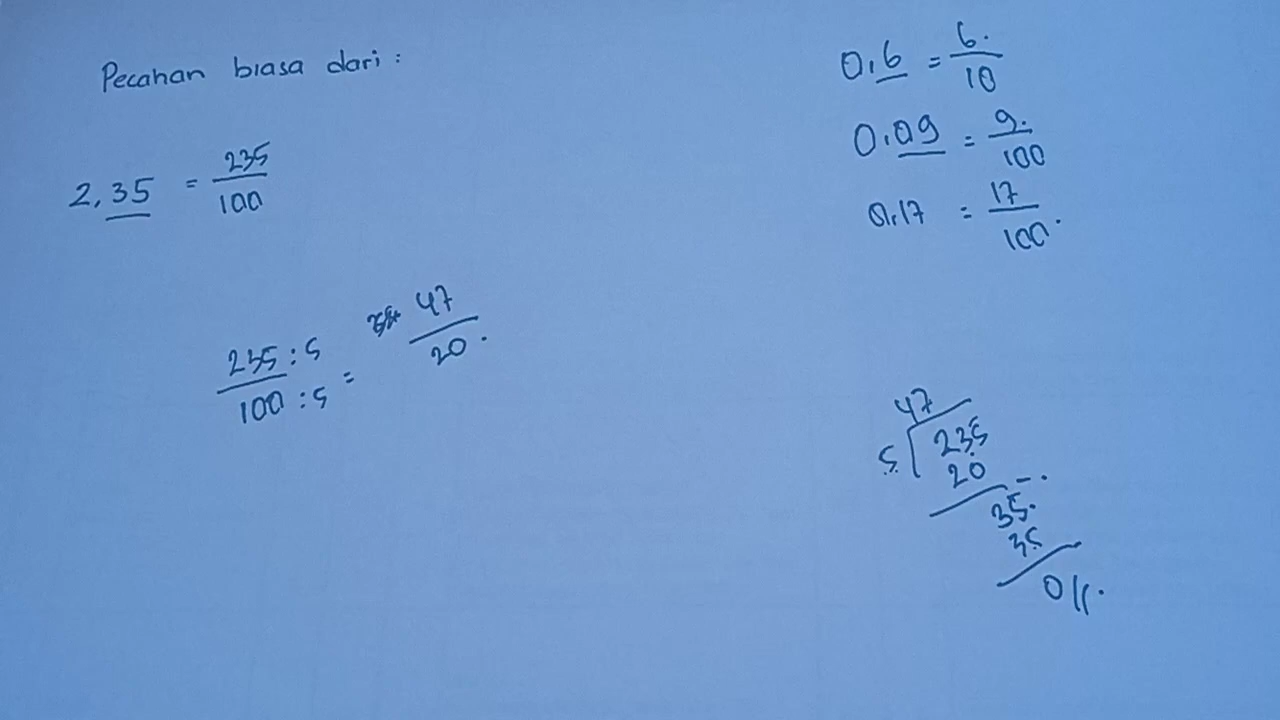 Pecahan biasa dari :
2,35 = 235/100
235 : 5 / 100 : 5 = 47/20.
0,6 = 6./10
0,09 = 9./100
0,17 = 17/100.
47
5 235
20 -.
35.
35
0 //.